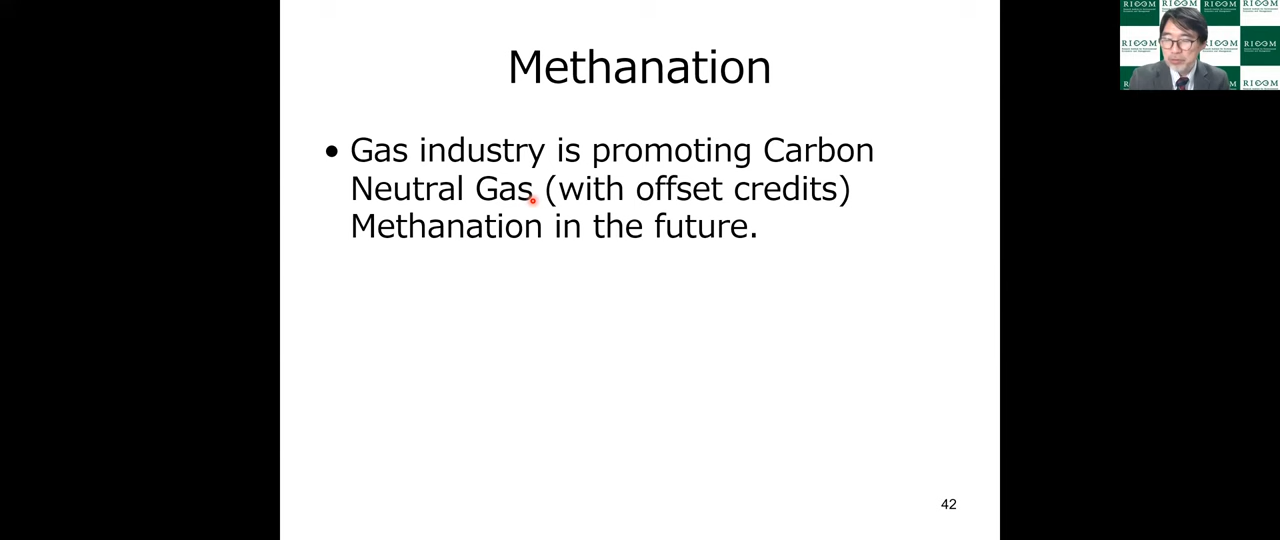 Methanation
• Gas industry is promoting Carbon
Neutral Gas (with offset credits)
Methanation in the future.
42